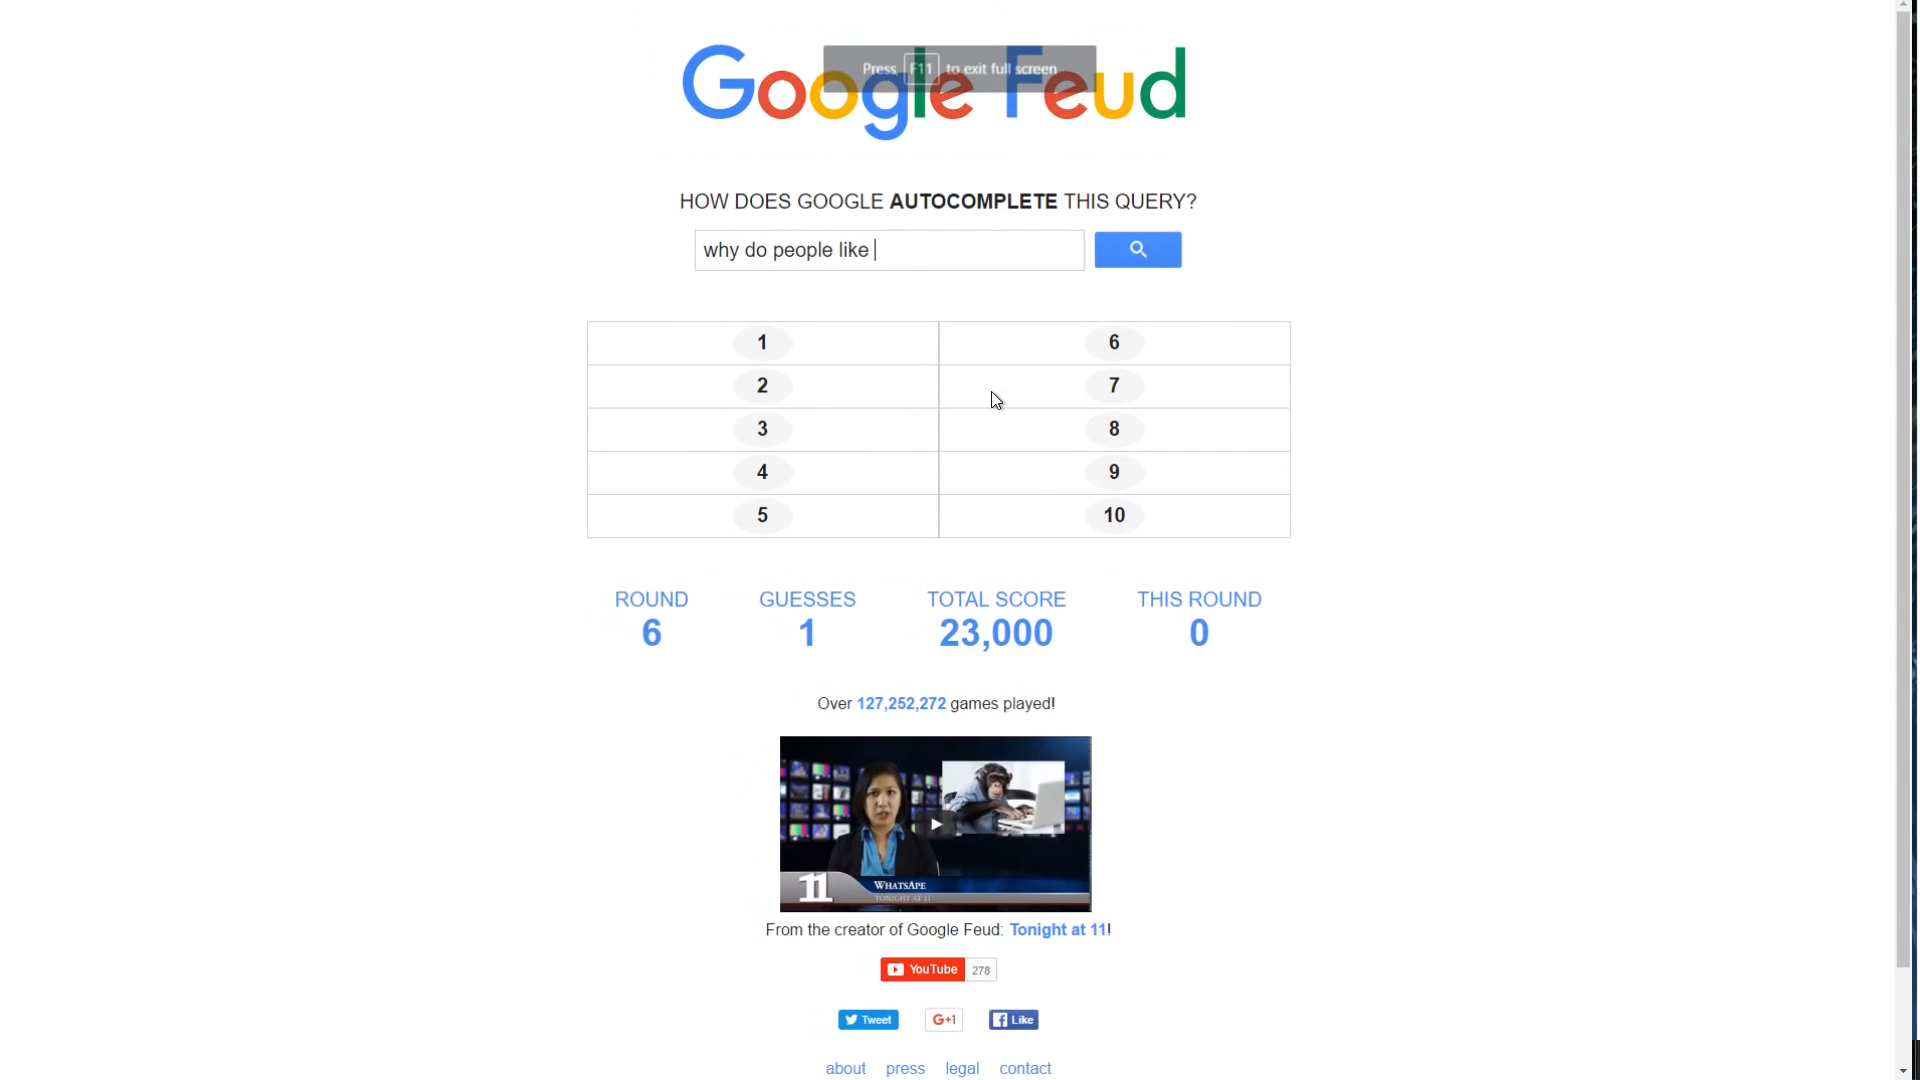 Google Feud
Press F11 to exit full screen
HOW DOES GOOGLE AUTOCOMPLETE THIS QUERY?
why do people like
1 6
2 7
3 8
4 9
5 10
ROUND GUESSES TOTAL SCORE THIS ROUND
6 1 23,000 0
Over 127,252,272 games played!
11 WHATSAPE
TONIGHT AT 11
From the creator of Google Feud: Tonight at 11!
YouTube 278
Tweet G+1 Like
about press legal contact